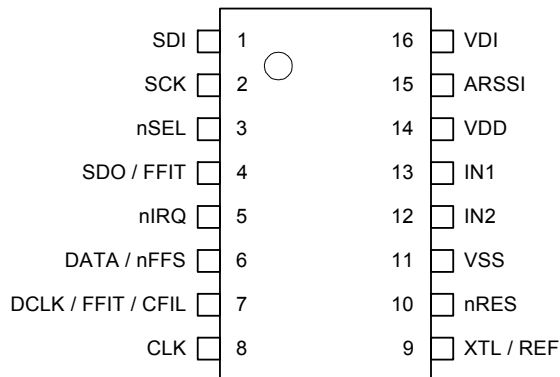 SDI 1 16 VDI
SCK 2 15 ARSSI
nSEL 3 14 VDD
SDO / FFIT 4 13 IN1
nIRQ 5 12 IN2
DATA / nFFS 6 11 VSS
DCLK / FFIT / CFIL 7 10 nRES
CLK 8 9 XTL / REF